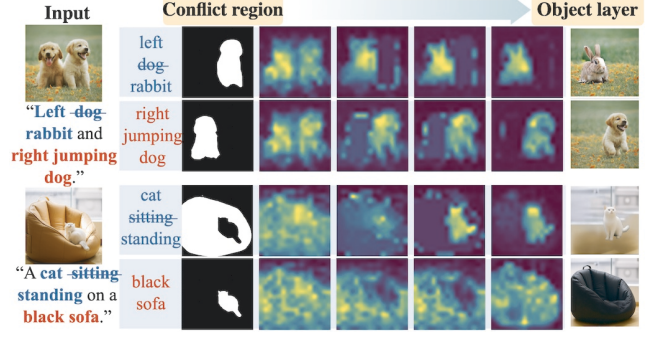 Input
Conflict region
Object layer
left
dog
rabbit
"Left dog
rabbit and
right jumping
dog."
right
jumping
dog
cat
sitting
standing
"A cat sitting
standing on a
black sofa."
black
sofa